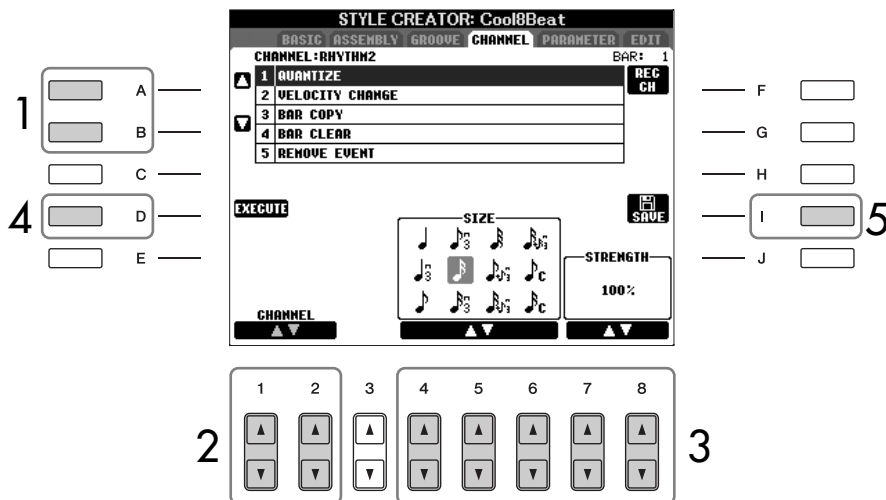 STYLE CREATOR: Cool8Beat
BASIC ASSEMBLY GROOVE CHANNEL PARAMETER EDIT
CHANNEL:RHYTHM2 BAR: 1
1 QUANTIZE
2 VELOCITY CHANGE
3 BAR COPY
4 BAR CLEAR
5 REMOVE EVENT
REC CH
EXECUTE
SIZE
SAVE
STRENGTH
100%
CHANNEL
1
A
B
C
4 D
E
F
G
H
I 5
J
1 2 3 4 5 6 7 8
2 3